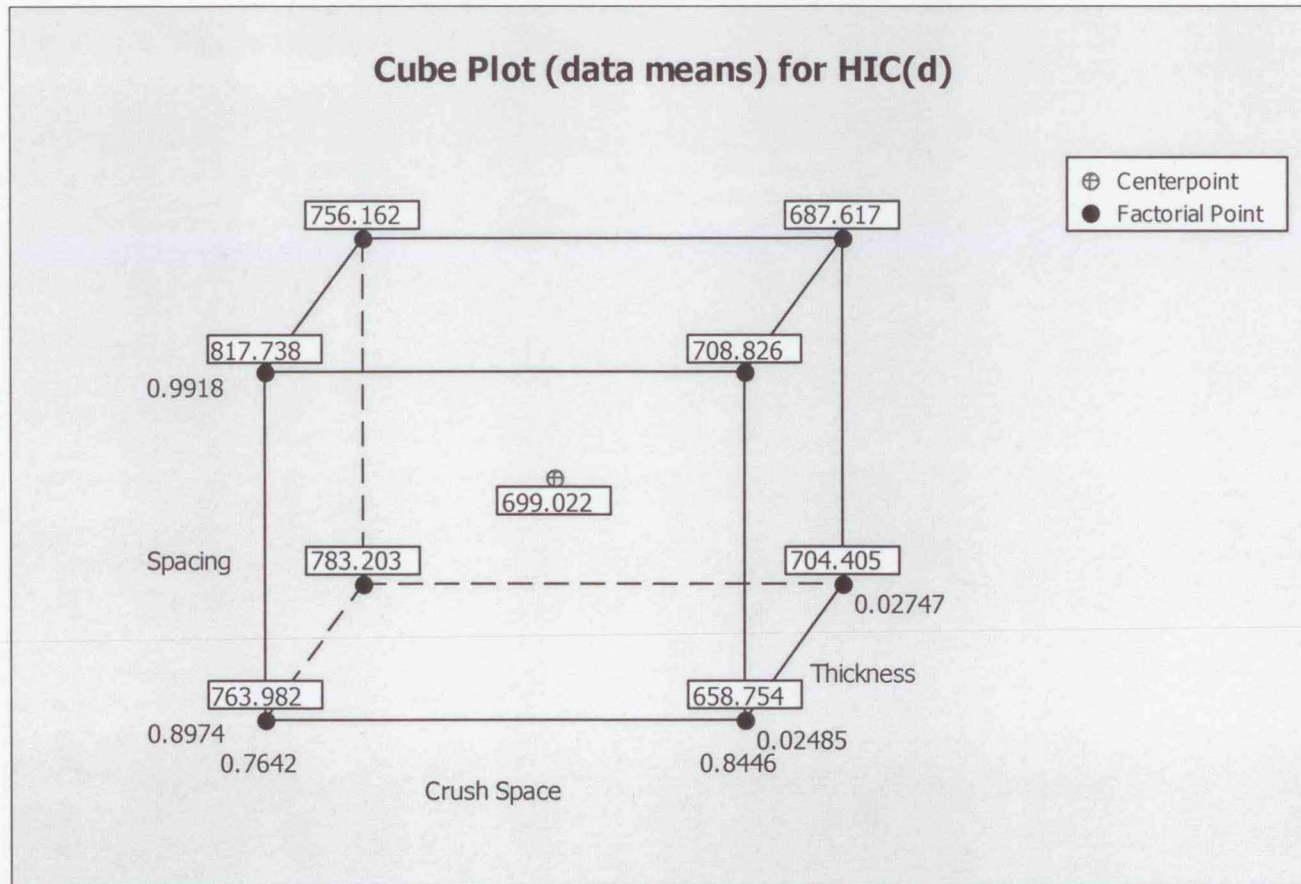 Cube Plot (data means) for HIC(d)
Centerpoint
Factorial Point
756.162
687.617
817.738
708.826
0.9918
699.022
Spacing
783.203
704.405
0.02747
Thickness
763.982
658.754
0.8974
0.02485
0.7642
0.8446
Crush Space